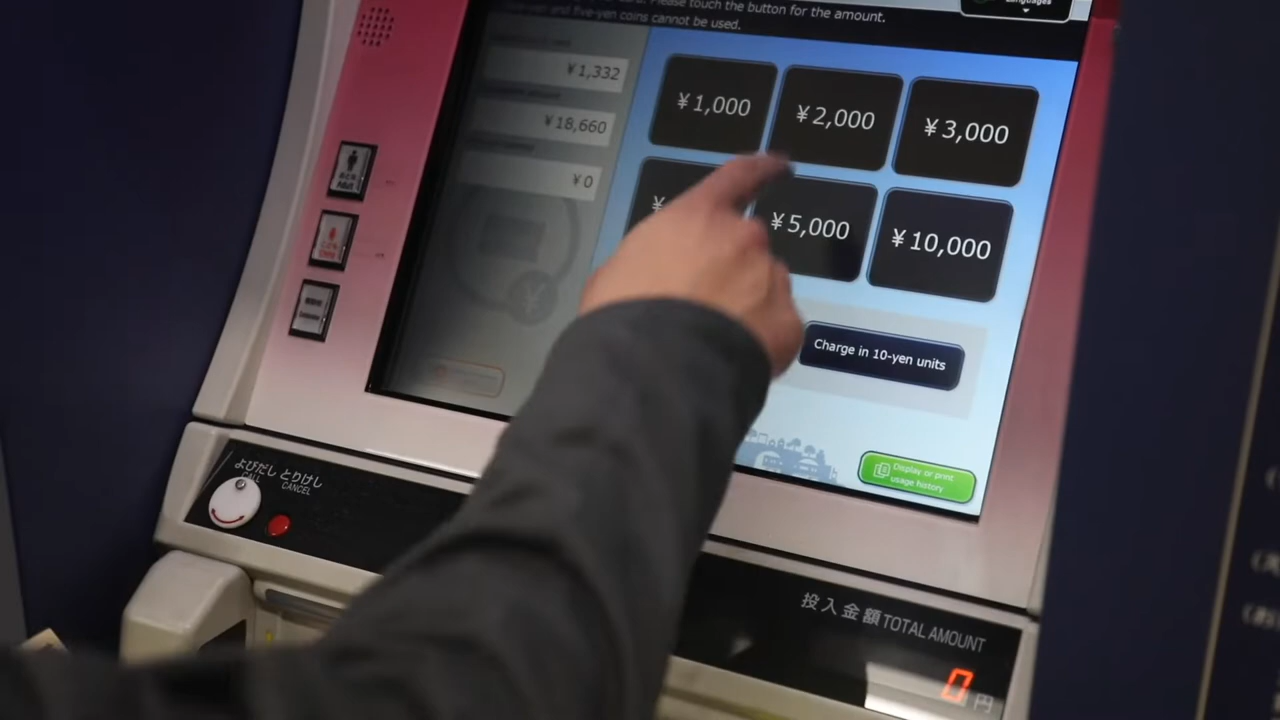 Please touch the button for the amount.
five-yen coins cannot be used.
Languages
¥1,332
¥18,660
¥0
¥1,000
¥2,000
¥3,000
¥
¥5,000
¥10,000
Charge in 10-yen units
Display or print
usage history
よびだし とりけし
CALL CANCEL
投入金額 TOTAL AMOUNT
0円